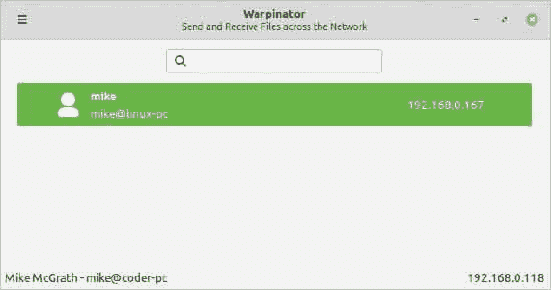 Warpinator
Send and Receive Files across the Network
mike
mike@linux-pc
192.168.0.167
Mike McGrath - mike@coder-pc
192.168.0.118